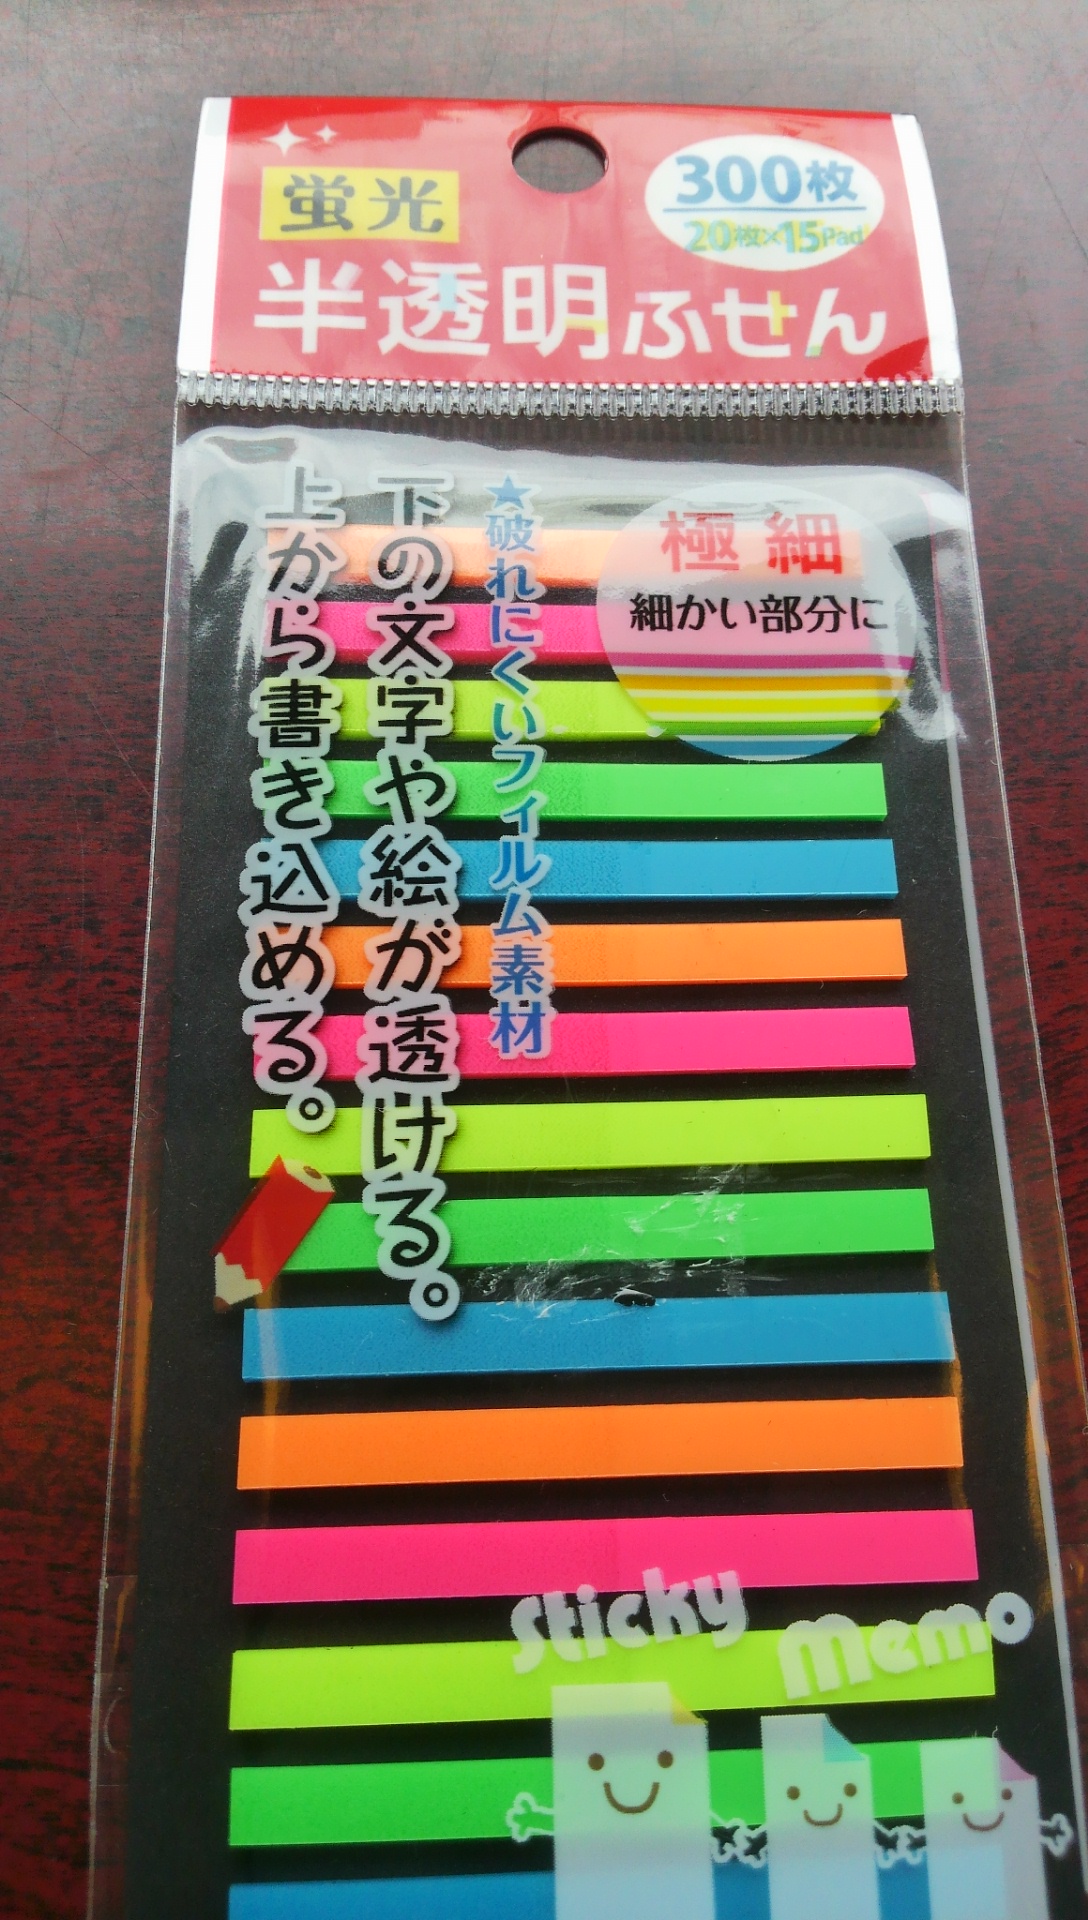 蛍光
半透明ふせん
300枚
20枚×15Pad
極細
細かい部分に
★破れにくいフィルム素材
下の文字や絵が透ける。
上から書き込める。
Sticky Memo